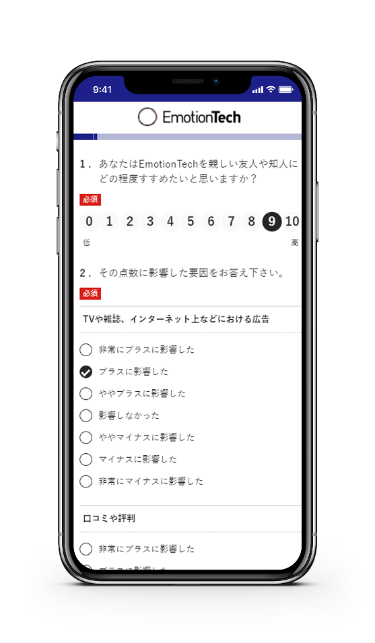 9:41
EmotionTech
1. あなたはEmotionTechを親しい友人や知人に
どの程度すすめたいと思いますか？
必須
0 1 2 3 4 5 6 7 8 9 10
低 高
2. その点数に影響した要因をお答え下さい。
必須
TVや雑誌、インターネット上などにおける広告
非常にプラスに影響した
プラスに影響した
ややプラスに影響した
影響しなかった
ややマイナスに影響した
マイナスに影響した
非常にマイナスに影響した
口コミや評判
非常にプラスに影響した
プラスに影響した